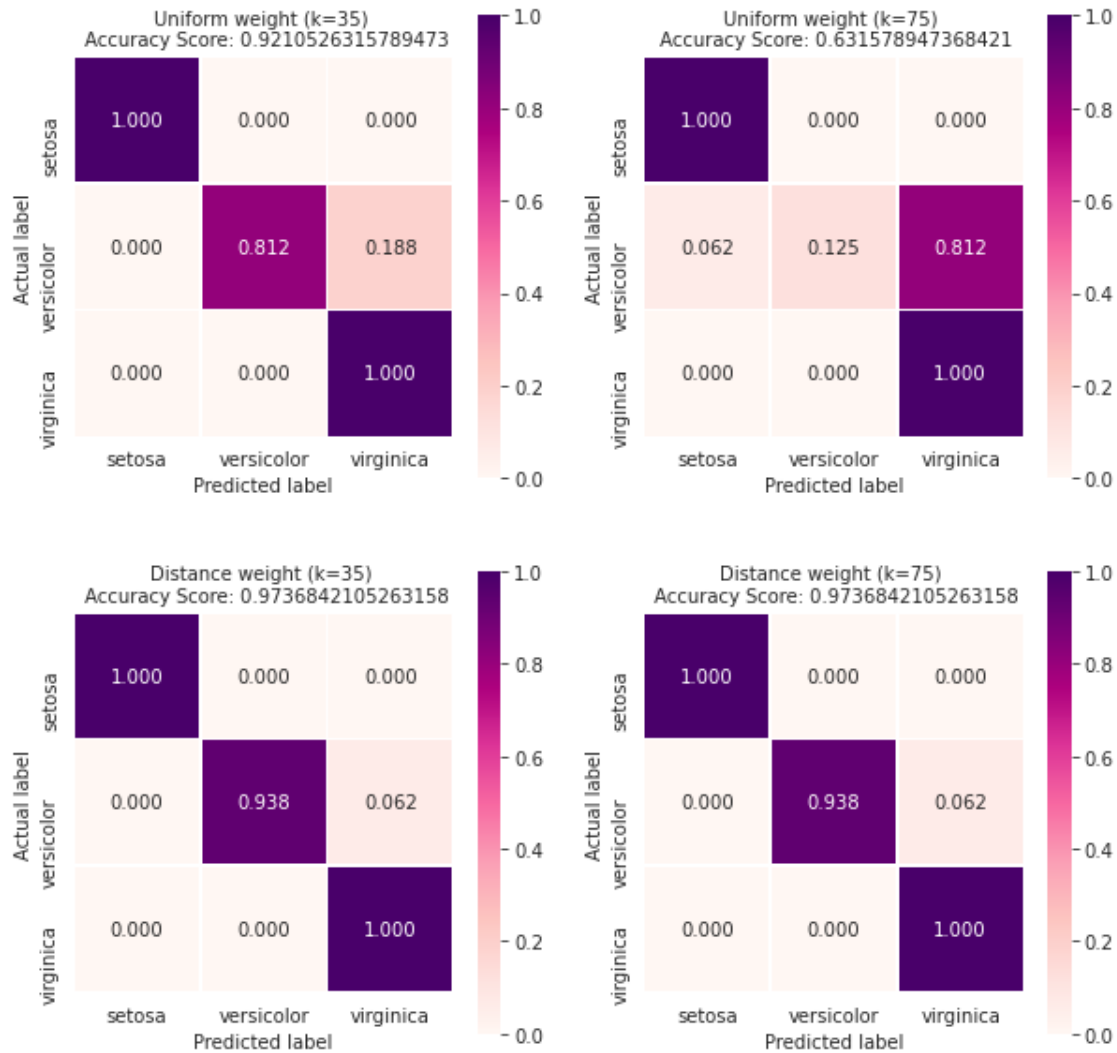 Uniform weight (k=35)
Accuracy Score: 0.9210526315789473
1.000 0.000 0.000
0.000 0.812 0.188
0.000 0.000 1.000
setosa
versicolor
virginica
Actual label
setosa versicolor virginica
Predicted label
1.0
0.8
0.6
0.4
0.2
0.0
Uniform weight (k=75)
Accuracy Score: 0.631578947368421
1.000 0.000 0.000
0.062 0.125 0.812
0.000 0.000 1.000
setosa
versicolor
virginica
Actual label
setosa versicolor virginica
Predicted label
1.0
0.8
0.6
0.4
0.2
0.0
Distance weight (k=35)
Accuracy Score: 0.9736842105263158
1.000 0.000 0.000
0.000 0.938 0.062
0.000 0.000 1.000
setosa
versicolor
virginica
Actual label
setosa versicolor virginica
Predicted label
1.0
0.8
0.6
0.4
0.2
0.0
Distance weight (k=75)
Accuracy Score: 0.9736842105263158
1.000 0.000 0.000
0.000 0.938 0.062
0.000 0.000 1.000
setosa
versicolor
virginica
Actual label
setosa versicolor virginica
Predicted label
1.0
0.8
0.6
0.4
0.2
0.0